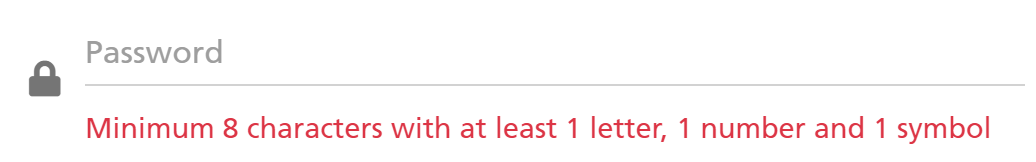 Password
Minimum 8 characters with at least 1 letter, 1 number and 1 symbol